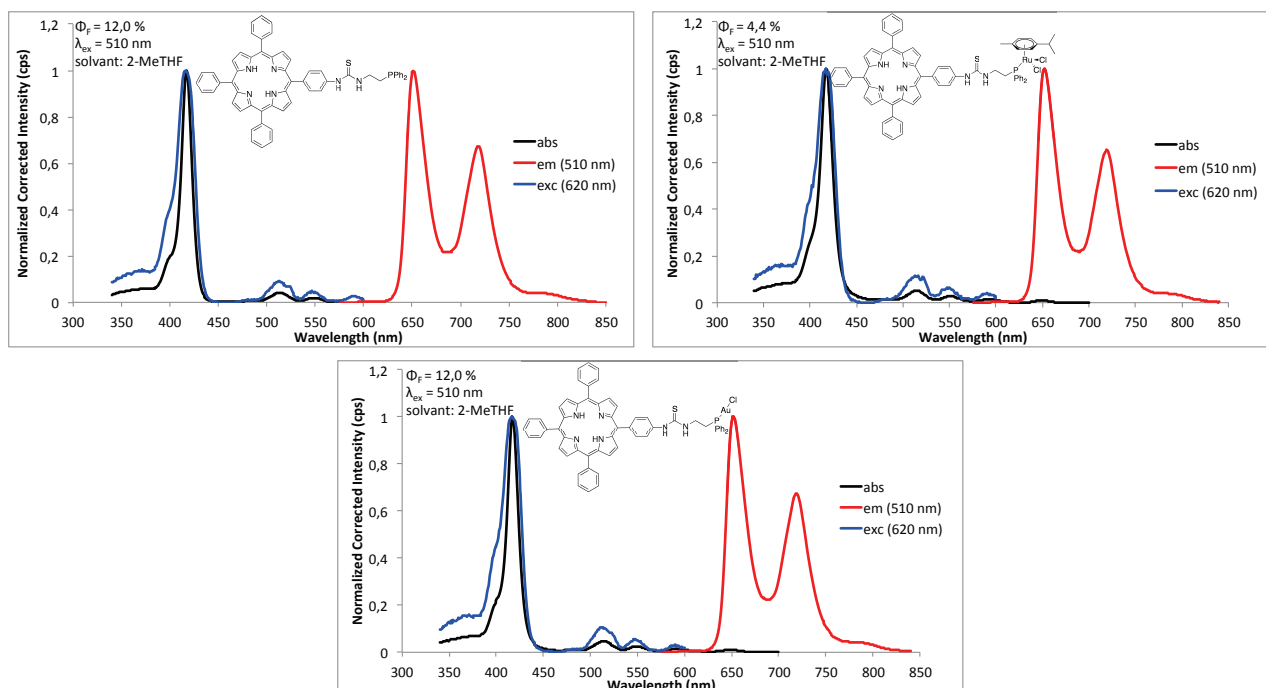 Φ_F = 12,0 %
λ_ex = 510 nm
solvant: 2-MeTHF
Normalized Corrected Intensity (cps)
1,2
1
0,8
0,6
0,4
0,2
0
300 350 400 450 500 550 600 650 700 750 800 850
Wavelength (nm)
NH N
N HN
S
N H N H
PPh2
abs
em (510 nm)
exc (620 nm)
Φ_F = 4,4 %
λ_ex = 510 nm
solvant: 2-MeTHF
Normalized Corrected Intensity (cps)
1,2
1
0,8
0,6
0,4
0,2
0
300 350 400 450 500 550 600 650 700 750 800 850
Wavelength (nm)
NH N
N HN
S
N H N H
P
Ph2
Ru Cl
Cl
abs
em (510 nm)
exc (620 nm)
Φ_F = 12,0 %
λ_ex = 510 nm
solvant: 2-MeTHF
Normalized Corrected Intensity (cps)
1,2
1
0,8
0,6
0,4
0,2
0
300 350 400 450 500 550 600 650 700 750 800 850 900
Wavelength (nm)
NH N
N HN
S
N H N H
P
Ph2
Au
Cl
abs
em (510 nm)
exc (620 nm)